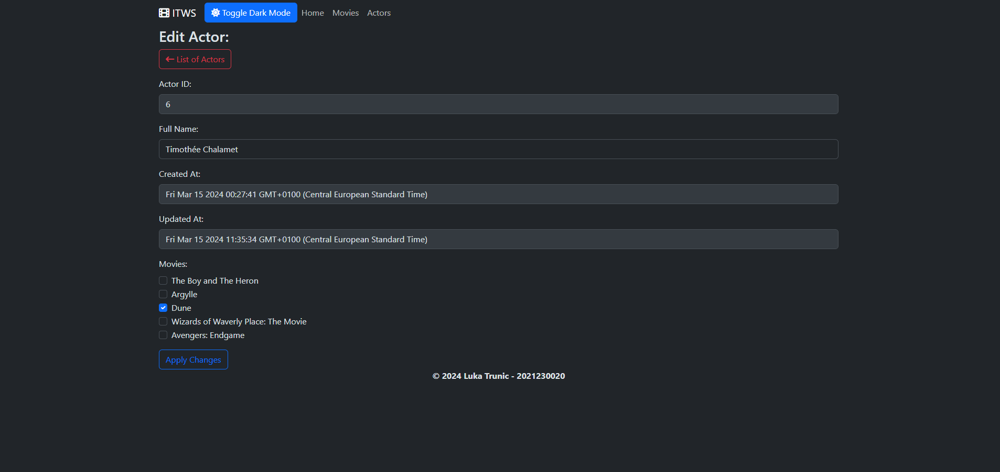 ITWS Toggle Dark Mode Home Movies Actors
Edit Actor:
List of Actors
Actor ID:
6
Full Name:
Timothée Chalamet
Created At:
Fri Mar 15 2024 00:27:41 GMT+0100 (Central European Standard Time)
Updated At:
Fri Mar 15 2024 11:35:34 GMT+0100 (Central European Standard Time)
Movies:
The Boy and The Heron
Argylle
Dune
Wizards of Waverly Place: The Movie
Avengers: Endgame
Apply Changes
© 2024 Luka Trunic - 2021230020